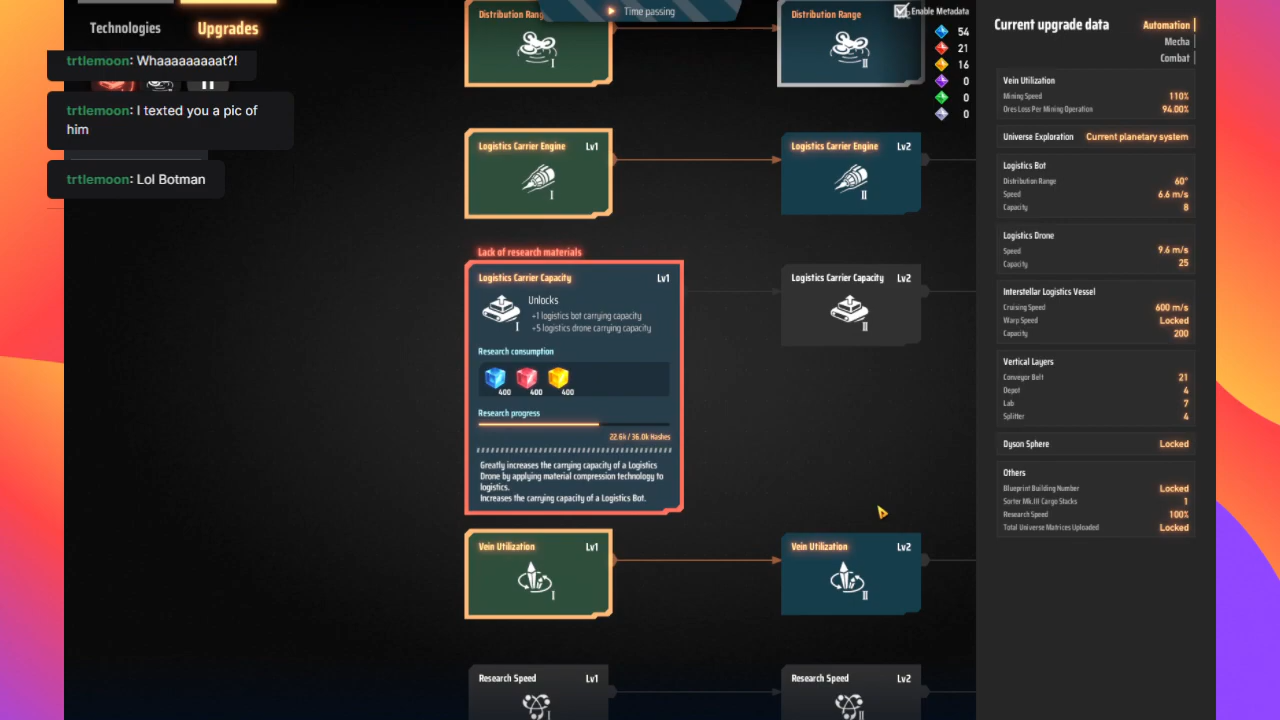 Technologies
Upgrades
trtlemoon: Whaaaaaaaaat?!
trtlemoon: I texted you a pic of
him
trtlemoon: Lol Botman
Time passing
Enable Metadata
54
21
16
0
0
0
Distribution Rang
I
Distribution Range
II
Logistics Carrier Engine Lv1
I
Logistics Carrier Engine Lv2
II
Lack of research materials
Logistics Carrier Capacity Lv1
I
Unlocks
+1 logistics bot carrying capacity
+5 logistics drone carrying capacity
Research consumption
400 400 400
Research progress
22.6k / 36.0k Hashes
Greatly increases the carrying capacity of a Logistics
Drone by applying material compression technology to
logistics.
Increases the carrying capacity of a Logistics Bot.
Logistics Carrier Capacity Lv2
II
Vein Utilization Lv1
I
Vein Utilization Lv2
II
Research Speed Lv1
I
Research Speed Lv2
II
Current upgrade data
Automation
Mecha
Combat
Vein Utilization
Mining Speed 110%
Ores Loss Per Mining Operation 94.00%
Universe Exploration Current planetary system
Logistics Bot
Distribution Range 60°
Speed 6.6 m/s
Capacity 8
Logistics Drone
Speed 9.6 m/s
Capacity 25
Interstellar Logistics Vessel
Cruising Speed 600 m/s
Warp Speed Locked
Capacity 200
Vertical Layers
Conveyor Belt 21
Depot 4
Lab 7
Splitter 4
Dyson Sphere Locked
Others
Blueprint Building Number Locked
Sorter Mk.III Cargo Stacks 1
Research Speed 100%
Total Universe Matrices Uploaded Locked